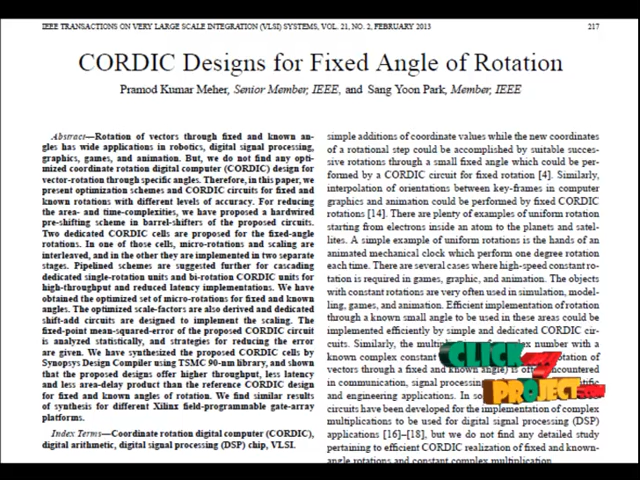 IEEE TRANSACTIONS ON VERY LARGE SCALE INTEGRATION (VLSI) SYSTEMS, VOL. 21, NO. 2, FEBRUARY 2013
217
CORDIC Designs for Fixed Angle of Rotation
Pramod Kumar Meher, Senior Member, IEEE, and Sang Yoon Park, Member, IEEE
Abstract—Rotation of vectors through fixed and known an-
gles has wide applications in robotics, digital signal processing,
graphics, games, and animation. But, we do not find any opti-
mized coordinate rotation digital computer (CORDIC) design for
vector-rotation through specific angles. Therefore, in this paper, we
present optimization schemes and CORDIC circuits for fixed and
known rotations with different levels of accuracy. For reducing
the area- and time-complexities, we have proposed a hardwired
pre-shifting scheme in barrel-shifters of the proposed circuits.
Two dedicated CORDIC cells are proposed for the fixed-angle
rotations. In one of those cells, micro-rotations and scaling are
interleaved, and in the other they are implemented in two separate
stages. Pipelined schemes are suggested further for cascading
dedicated single-rotation units and bi-rotation CORDIC units for
high-throughput and reduced latency implementations. We have
obtained the optimized set of micro-rotations for fixed and known
angles. The optimized scale-factors are also derived and dedicated
shift-add circuits are designed to implement the scaling. The
fixed-point mean-squared-error of the proposed CORDIC circuit
is analyzed statistically, and strategies for reducing the error
are given. We have synthesized the proposed CORDIC cells by
Synopsys Design Compiler using TSMC 90-nm library, and shown
that the proposed designs offer higher throughput, less latency
and less area-delay product than the reference CORDIC design
for fixed and known angles of rotation. We find similar results
of synthesis for different Xilinx field-programmable gate-array
platforms.
Index Terms—Coordinate rotation digital computer (CORDIC),
digital arithmetic, digital signal processing (DSP) chip, VLSI.
simple additions of coordinate values while the new coordinates
of a rotational step could be accomplished by suitable succes-
sive rotations through a small fixed angle which could be per-
formed by a CORDIC circuit for fixed rotation [4]. Similarly,
interpolation of orientations between key-frames in computer
graphics and animation could be performed by fixed CORDIC
rotations [14]. There are plenty of examples of uniform rotation
starting from electrons inside an atom to the planets and satel-
lites. A simple example of uniform rotations is the hands of an
animated mechanical clock which perform one degree rotation
each time. There are several cases where high-speed constant ro-
tation is required in games, graphic, and animation. The objects
with constant rotations are very often used in simulation, model-
ling, games, and animation. Efficient implementation of rotation
through a known small angle to be used in these areas could be
implemented efficiently by simple and dedicated CORDIC cir-
cuits. Similarly, the number with a
known complex constant of
vectors through a fixed and known angle) is
in communication, signal
and engineering applications. In
circuits have been developed for the implementation of complex
multiplications to be used for digital signal processing (DSP)
applications [16]–[18], but we do not find any detailed study
pertaining to efficient CORDIC realization of fixed and known-
angle rotations and constant complex multiplication.
CLICK
MY
PROJECT